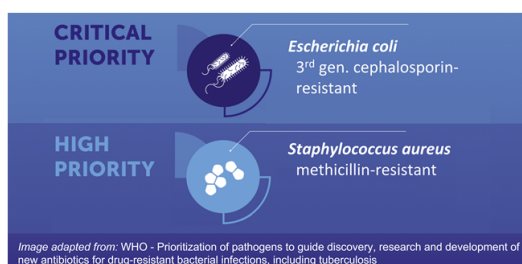 CRITICAL
PRIORITY
Escherichia coli
3rd gen. cephalosporin-
resistant
HIGH
PRIORITY
Staphylococcus aureus
methicillin-resistant
Image adapted from: WHO - Prioritization of pathogens to guide discovery, research and development of
new antibiotics for drug-resistant bacterial infections, including tuberculosis